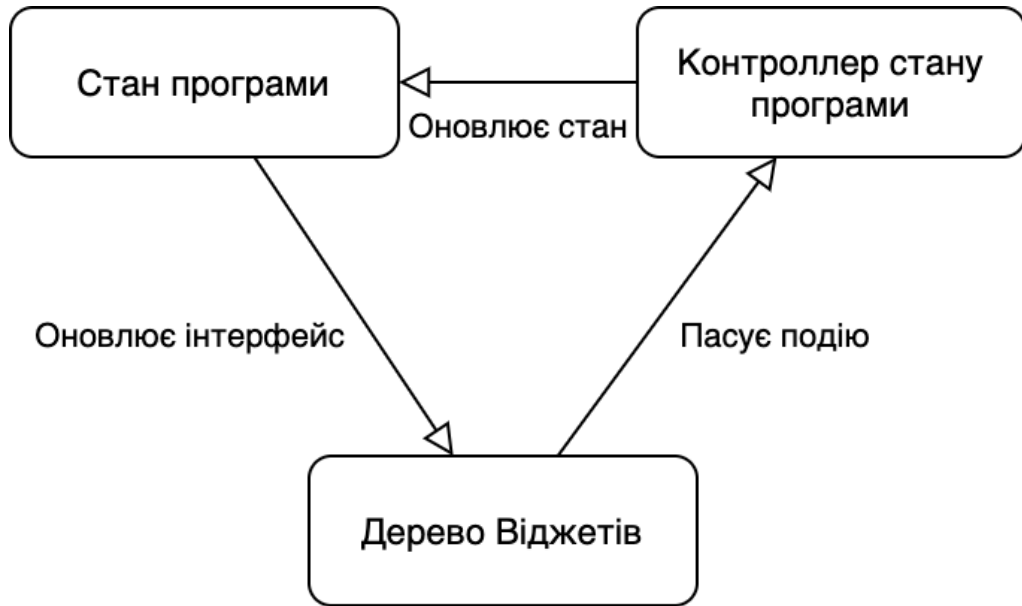 Стан програми
Контроллер стану
програми
Оновлює стан
Оновлює інтерфейс
Пасує подію
Дерево Віджетів